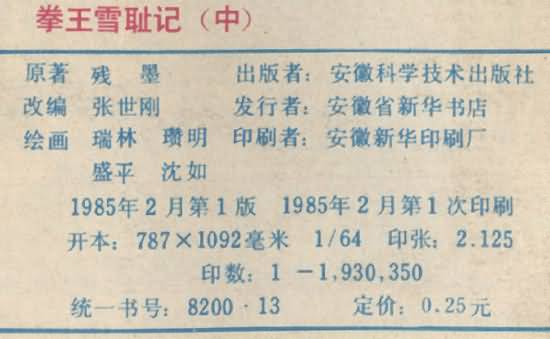 拳王雪耻记（中）
原著 残 墨 出版者：安徽科学技术出版社
改编 张世刚 发行者：安徽省新华书店
绘画 瑞林 瓒明 印刷者：安徽新华印刷厂
盛平 沈如
1985年2月第1版 1985年2月第1次印刷
开本：787×1092毫米 1/64 印张：2.125
印数：1－1,930,350
统一书号：8200·13 定价：0.25元